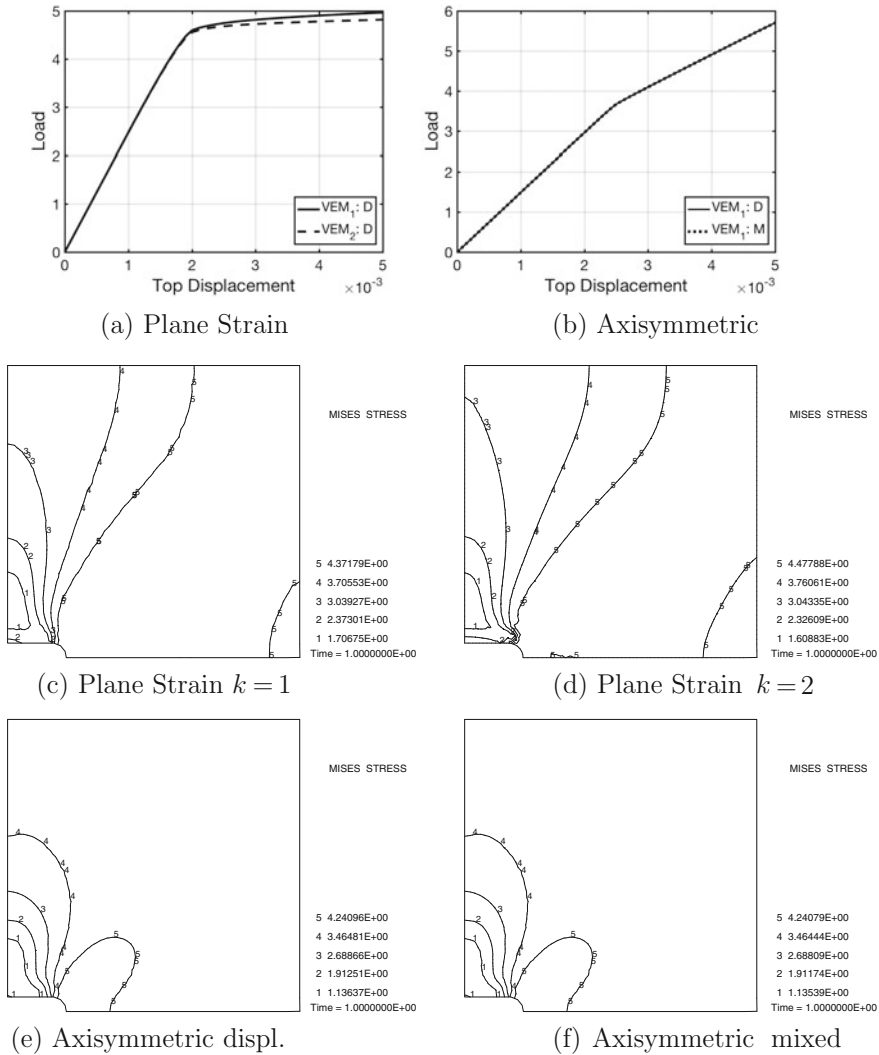 5
4
3
2
1
0
Load
0 1 2 3 4 5
Top Displacement ×10⁻³
VEM₁: D
VEM₂: D
(a) Plane Strain
6
5
4
3
2
1
0
Load
0 1 2 3 4 5
Top Displacement ×10⁻³
VEM₁: D
VEM₁: M
(b) Axisymmetric
MISES STRESS
5 4.37179E+00
4 3.70553E+00
3 3.03927E+00
2 2.37301E+00
1 1.70675E+00
Time = 1.0000000E+00
(c) Plane Strain k = 1
MISES STRESS
5 4.47788E+00
4 3.76061E+00
3 3.04335E+00
2 2.32609E+00
1 1.60883E+00
Time = 1.0000000E+00
(d) Plane Strain k = 2
MISES STRESS
5 4.24096E+00
4 3.46481E+00
3 2.68866E+00
2 1.91251E+00
1 1.13637E+00
Time = 1.0000000E+00
(e) Axisymmetric displ.
MISES STRESS
5 4.24079E+00
4 3.46444E+00
3 2.68809E+00
2 1.91174E+00
1 1.13539E+00
Time = 1.0000000E+00
(f) Axisymmetric mixed